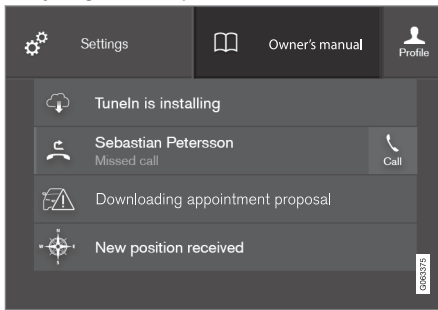 Settings
Owner's manual
Profile
TuneIn is installing
Sebastian Petersson
Missed call
Call
Downloading appointment proposal
N
W E
S
New position received
G063375